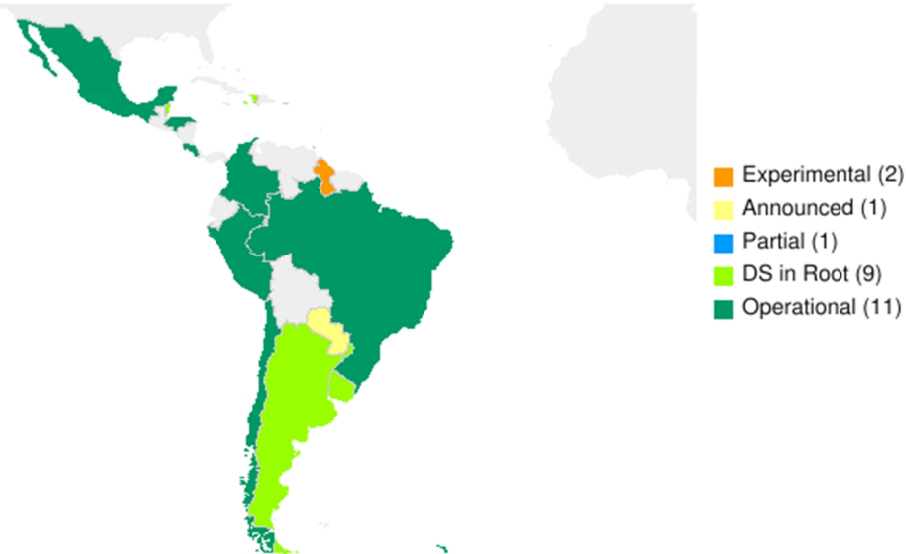 Experimental (2)
Announced (1)
Partial (1)
DS in Root (9)
Operational (11)